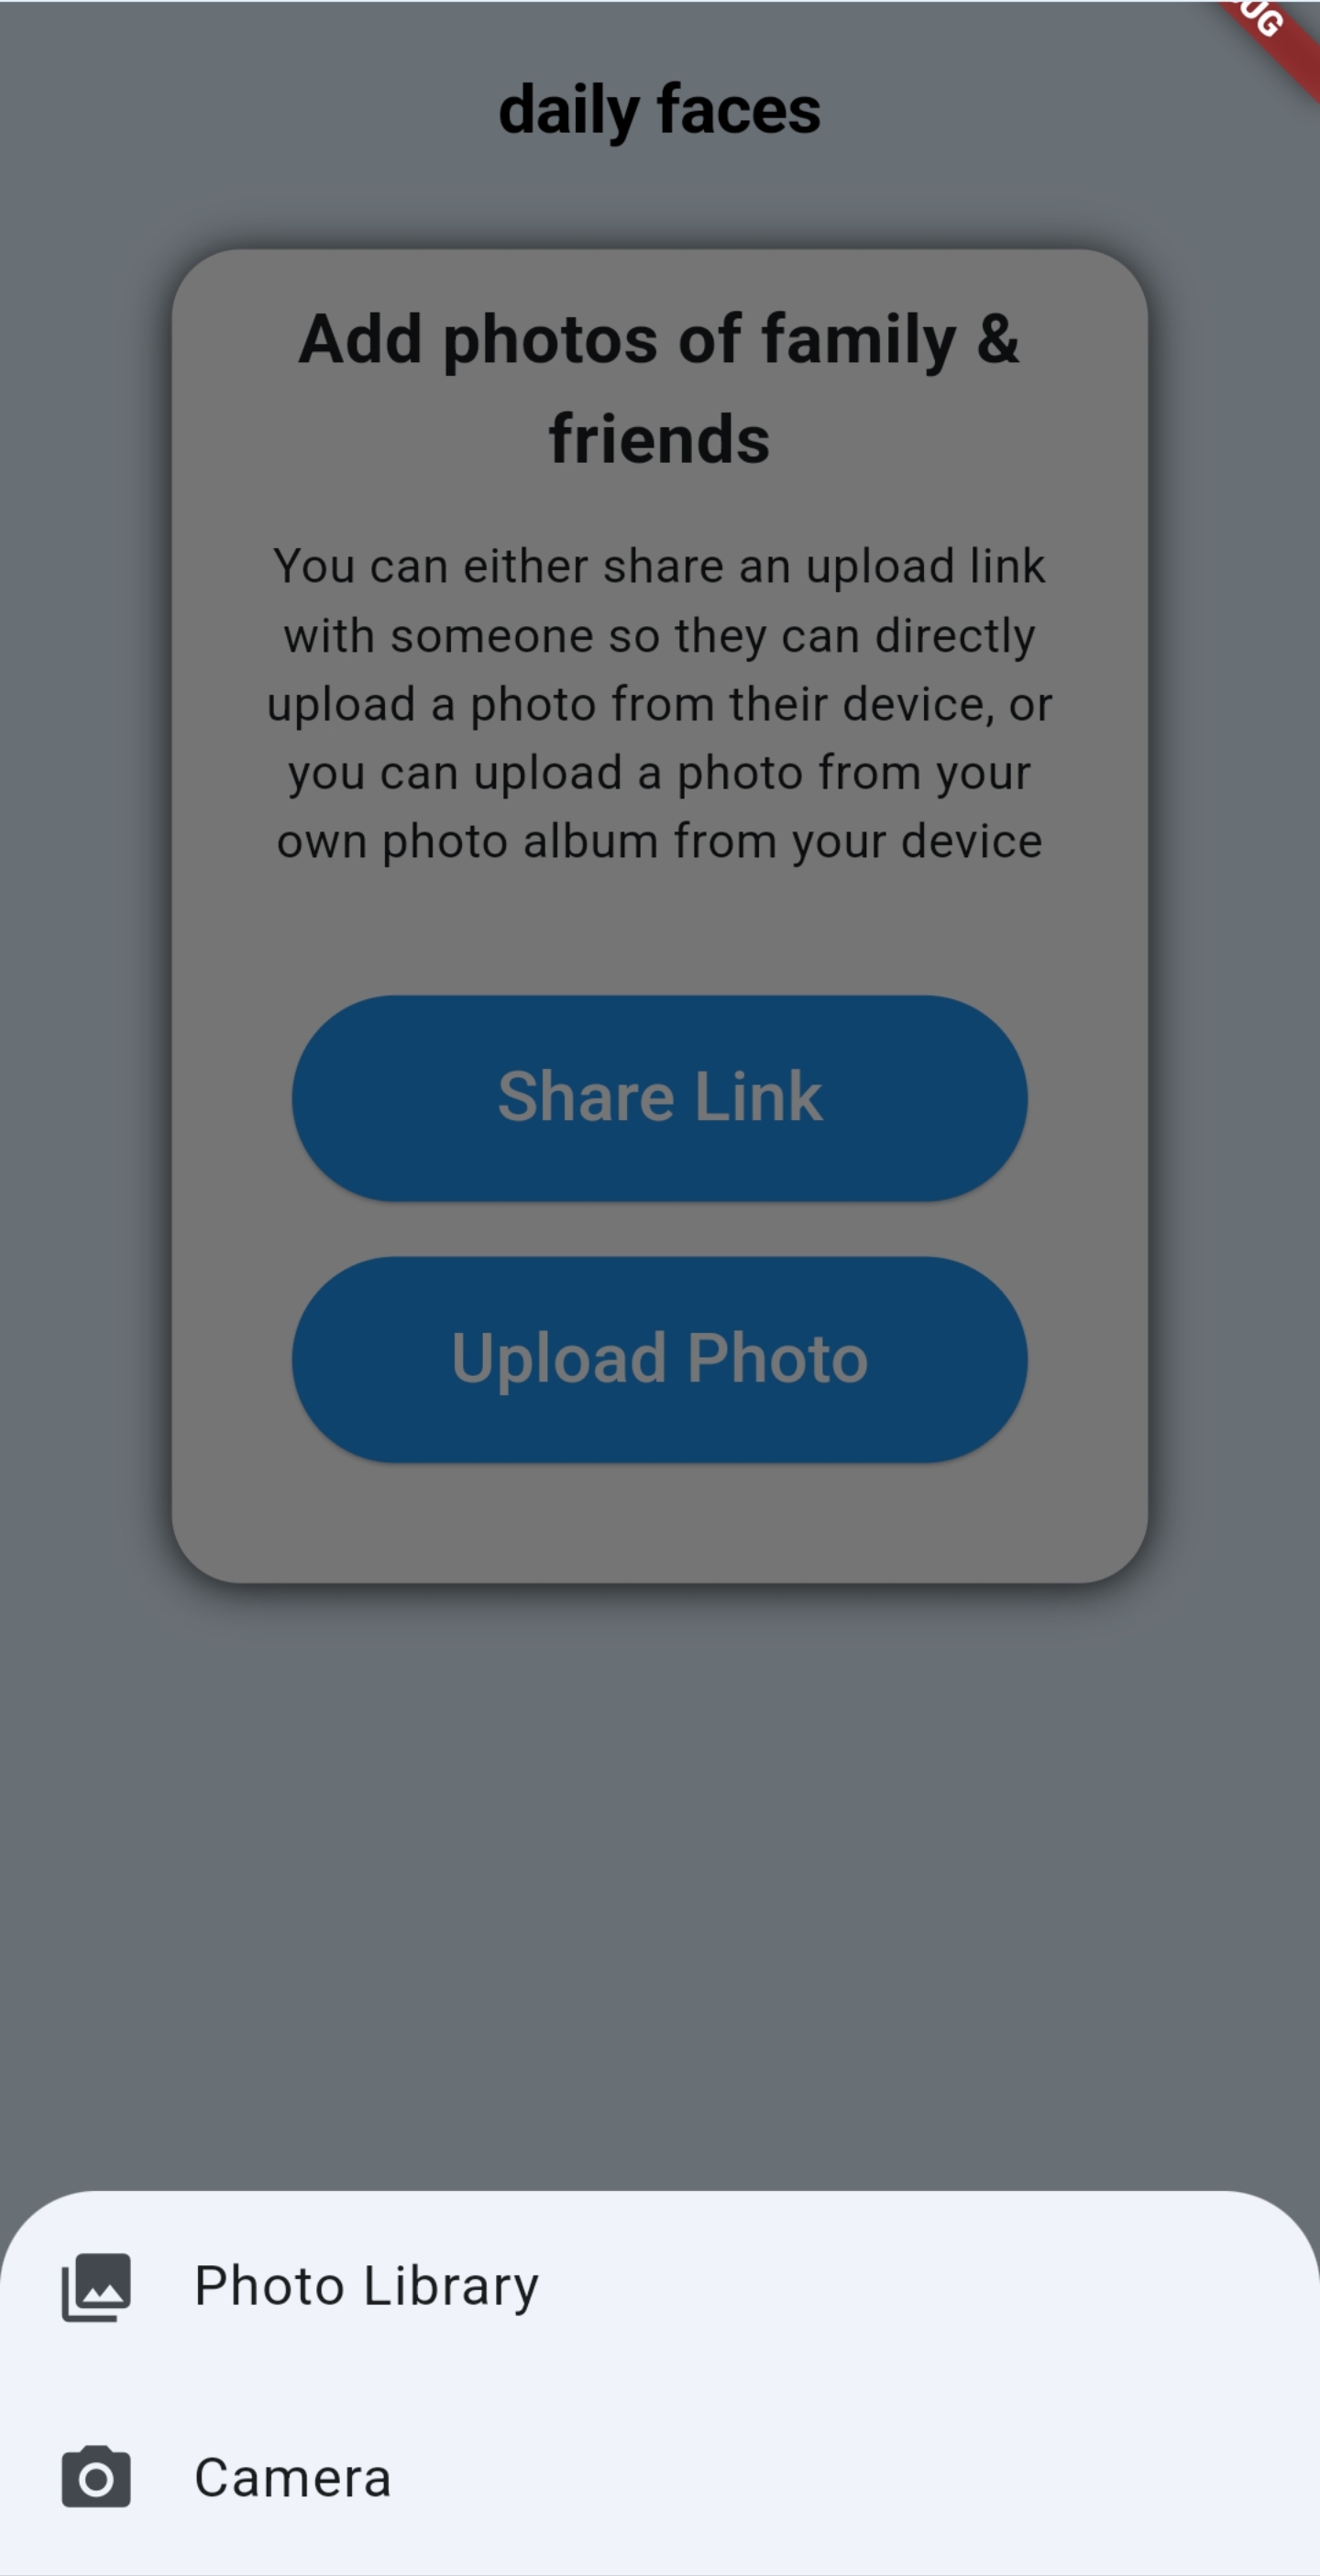 daily faces
Add photos of family &
friends
You can either share an upload link
with someone so they can directly
upload a photo from their device, or
you can upload a photo from your
own photo album from your device
Share Link
Upload Photo
Photo Library
Camera